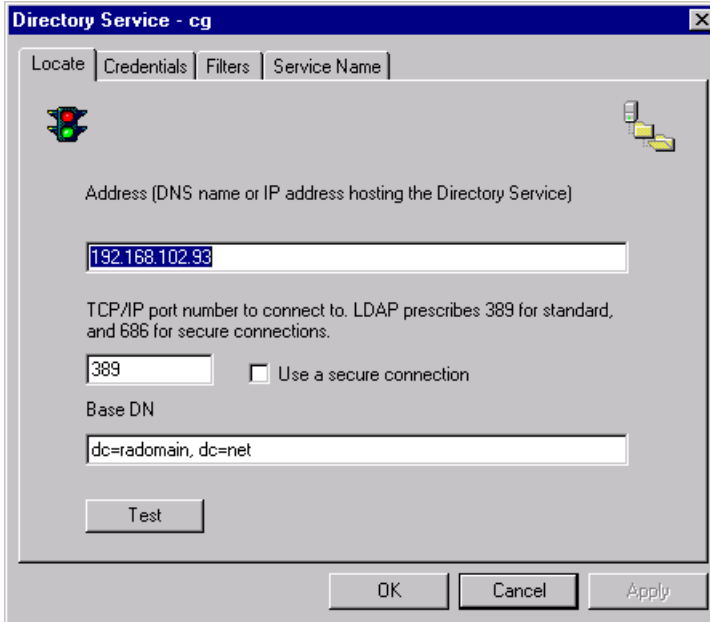 Directory Service - cg
Locate Credentials Filters Service Name
Address (DNS name or IP address hosting the Directory Service)
192.168.102.93
TCP/IP port number to connect to. LDAP prescribes 389 for standard,
and 686 for secure connections.
389 Use a secure connection
Base DN
dc=radomain, dc=net
Test
OK Cancel Apply